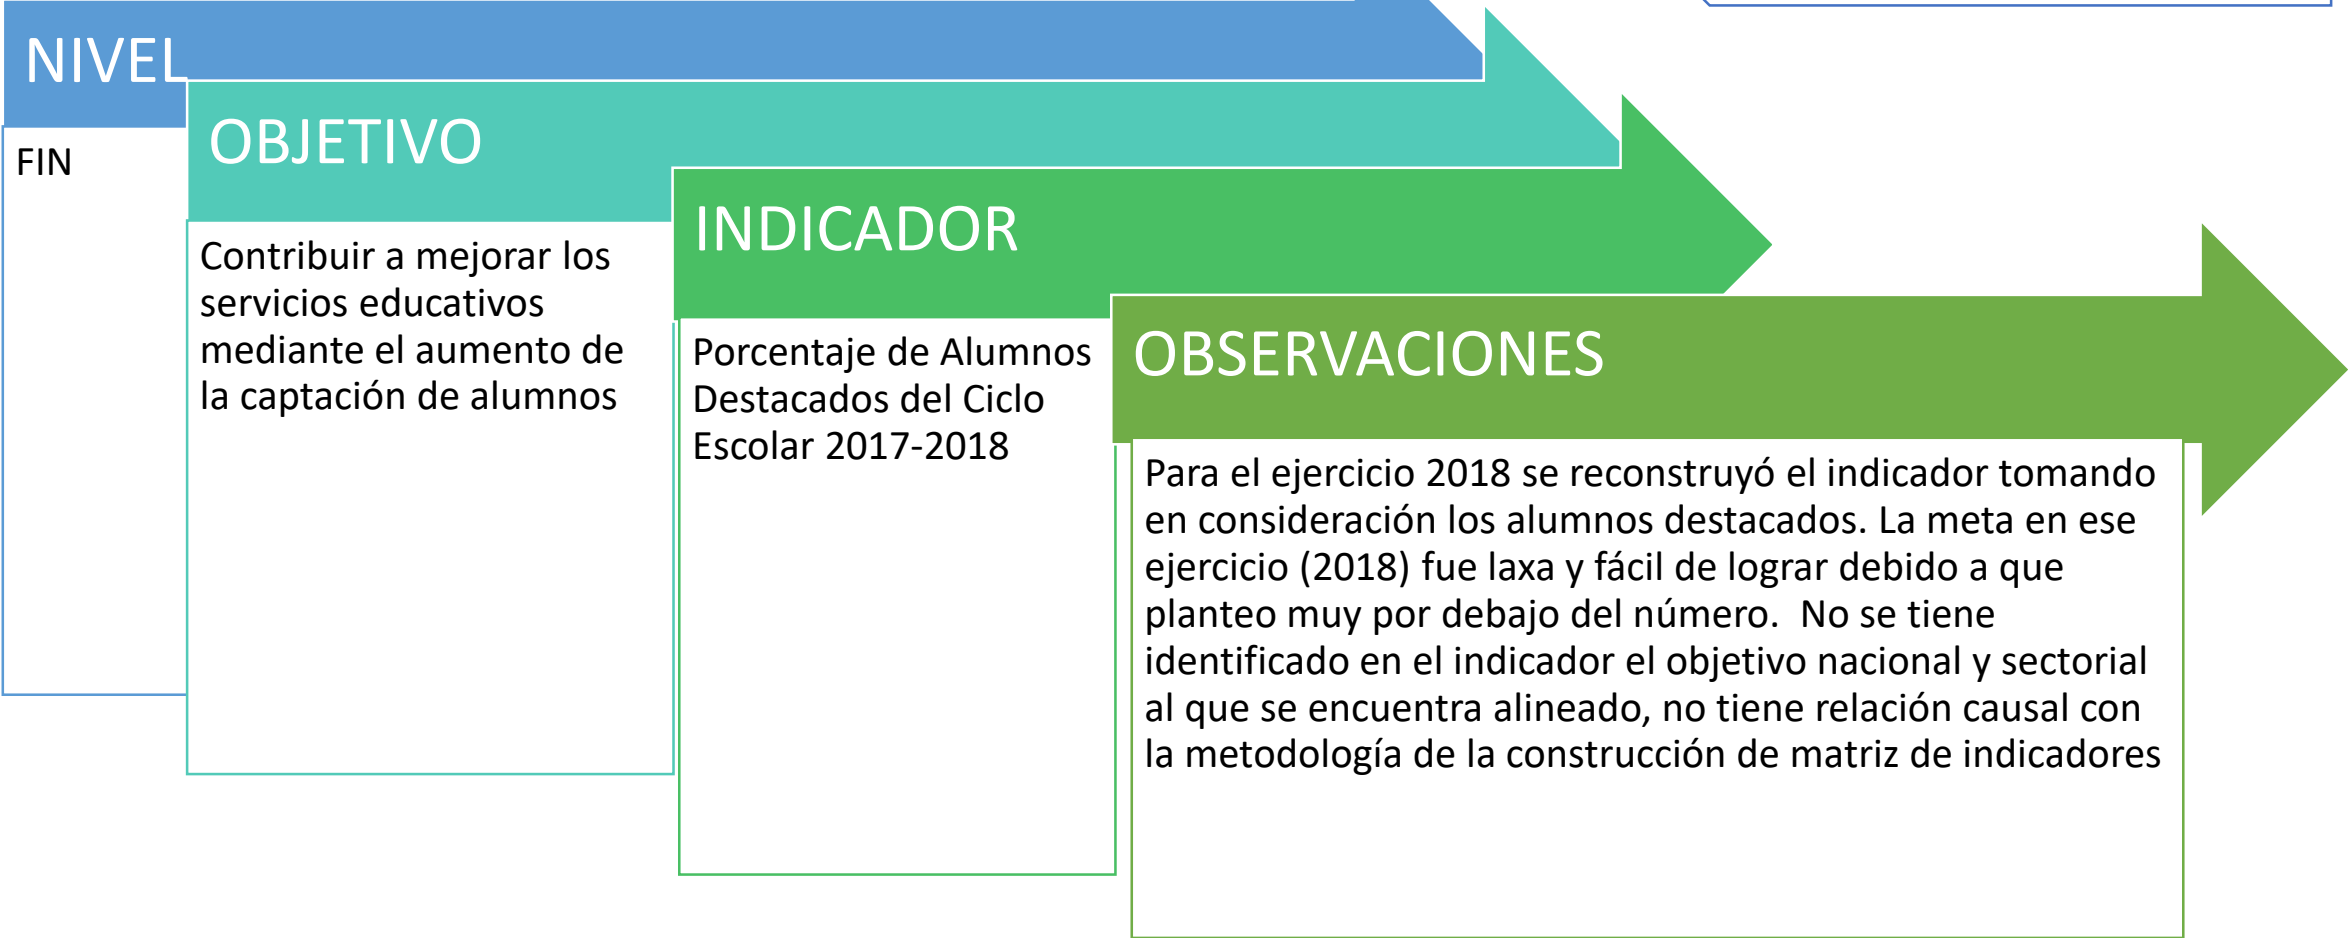 NIVEL
FIN
OBJETIVO
Contribuir a mejorar los
servicios educativos
mediante el aumento de
la captación de alumnos
INDICADOR
Porcentaje de Alumnos
Destacados del Ciclo
Escolar 2017-2018
OBSERVACIONES
Para el ejercicio 2018 se reconstruyó el indicador tomando
en consideración los alumnos destacados. La meta en ese
ejercicio (2018) fue laxa y fácil de lograr debido a que
planteo muy por debajo del número.  No se tiene
identificado en el indicador el objetivo nacional y sectorial
al que se encuentra alineado, no tiene relación causal con
la metodología de la construcción de matriz de indicadores